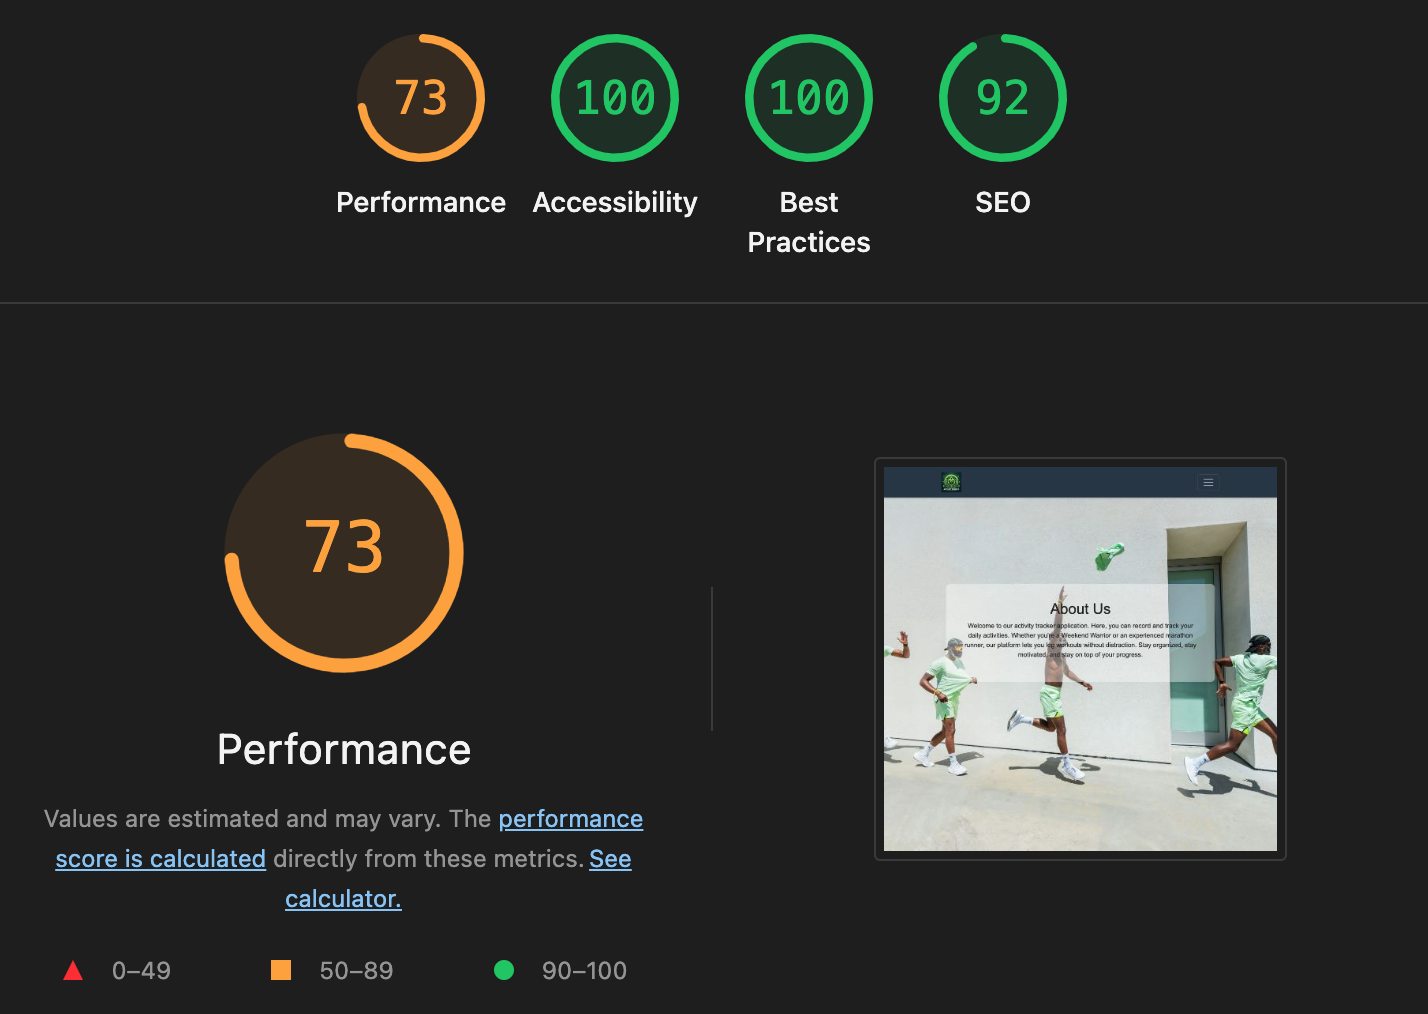 73
100
100
92
Performance
Accessibility
Best
Practices
SEO
73
Performance
Values are estimated and may vary. The performance
score is calculated directly from these metrics. See
calculator.
0–49
50–89
90–100
About Us
Welcome to our activity tracker application. Here, you can record and track your
daily activities. Whether you're a Weekend Warrior or an experienced marathon
runner, our platform lets you log workouts without distraction. Stay organized, stay
motivated, and stay on top of your progress.